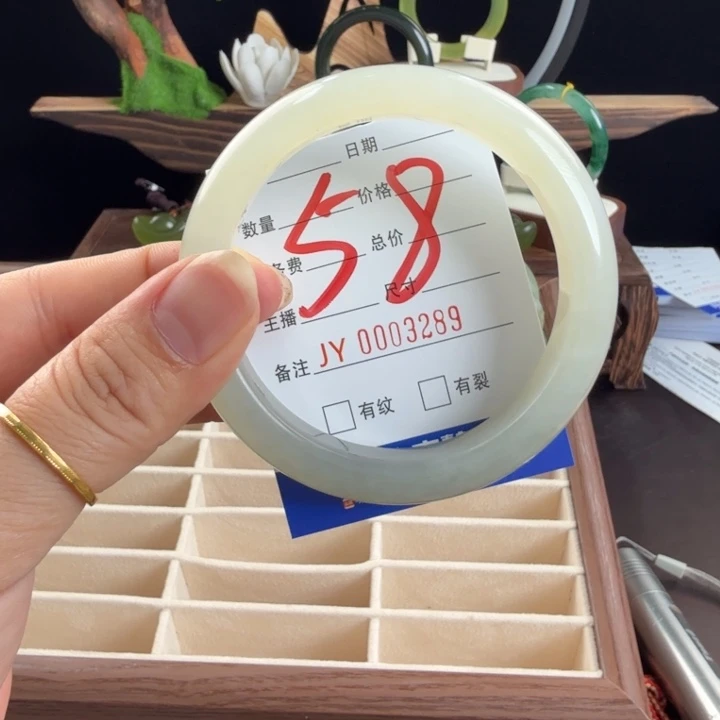 日期
价格
数量
58
总价
务费
尺寸
主播
备注 JY 0003289
有纹
有裂